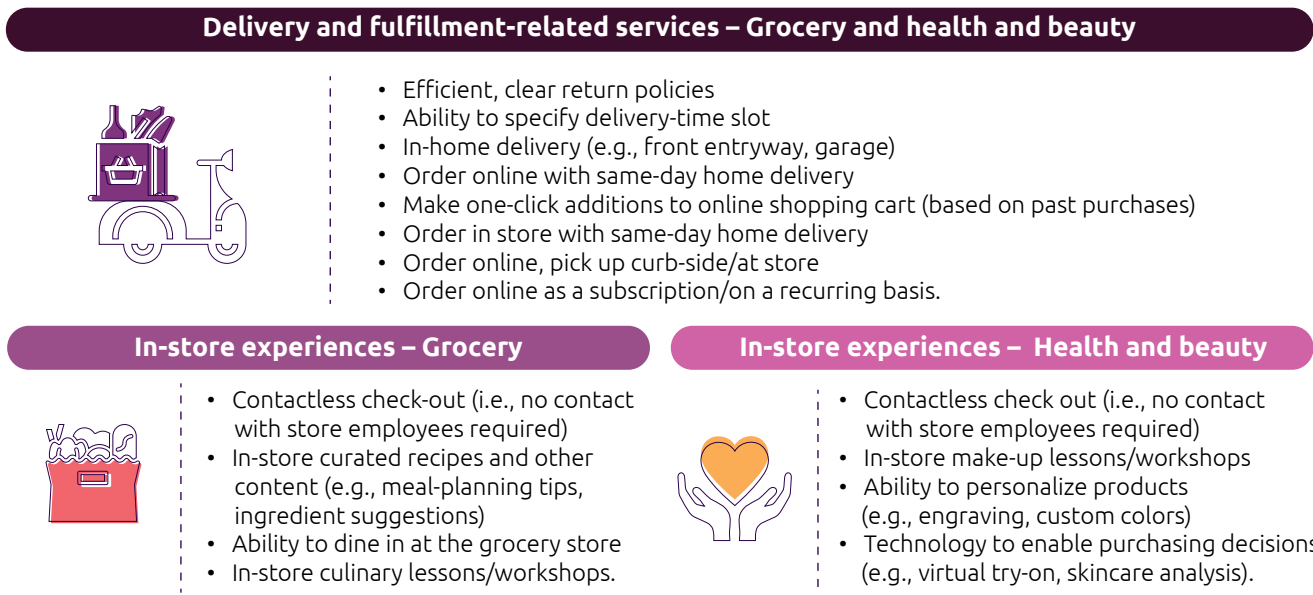 Delivery and fulfillment-related services – Grocery and health and beauty
• Efficient, clear return policies
• Ability to specify delivery-time slot
• In-home delivery (e.g., front entryway, garage)
• Order online with same-day home delivery
• Make one-click additions to online shopping cart (based on past purchases)
• Order in store with same-day home delivery
• Order online, pick up curb-side/at store
• Order online as a subscription/on a recurring basis.
In-store experiences – Grocery
• Contactless check-out (i.e., no contact
with store employees required)
• In-store curated recipes and other
content (e.g., meal-planning tips,
ingredient suggestions)
• Ability to dine in at the grocery store
• In-store culinary lessons/workshops.
In-store experiences – Health and beauty
• Contactless check out (i.e., no contact
with store employees required)
• In-store make-up lessons/workshops
• Ability to personalize products
(e.g., engraving, custom colors)
• Technology to enable purchasing decisions
(e.g., virtual try-on, skincare analysis).